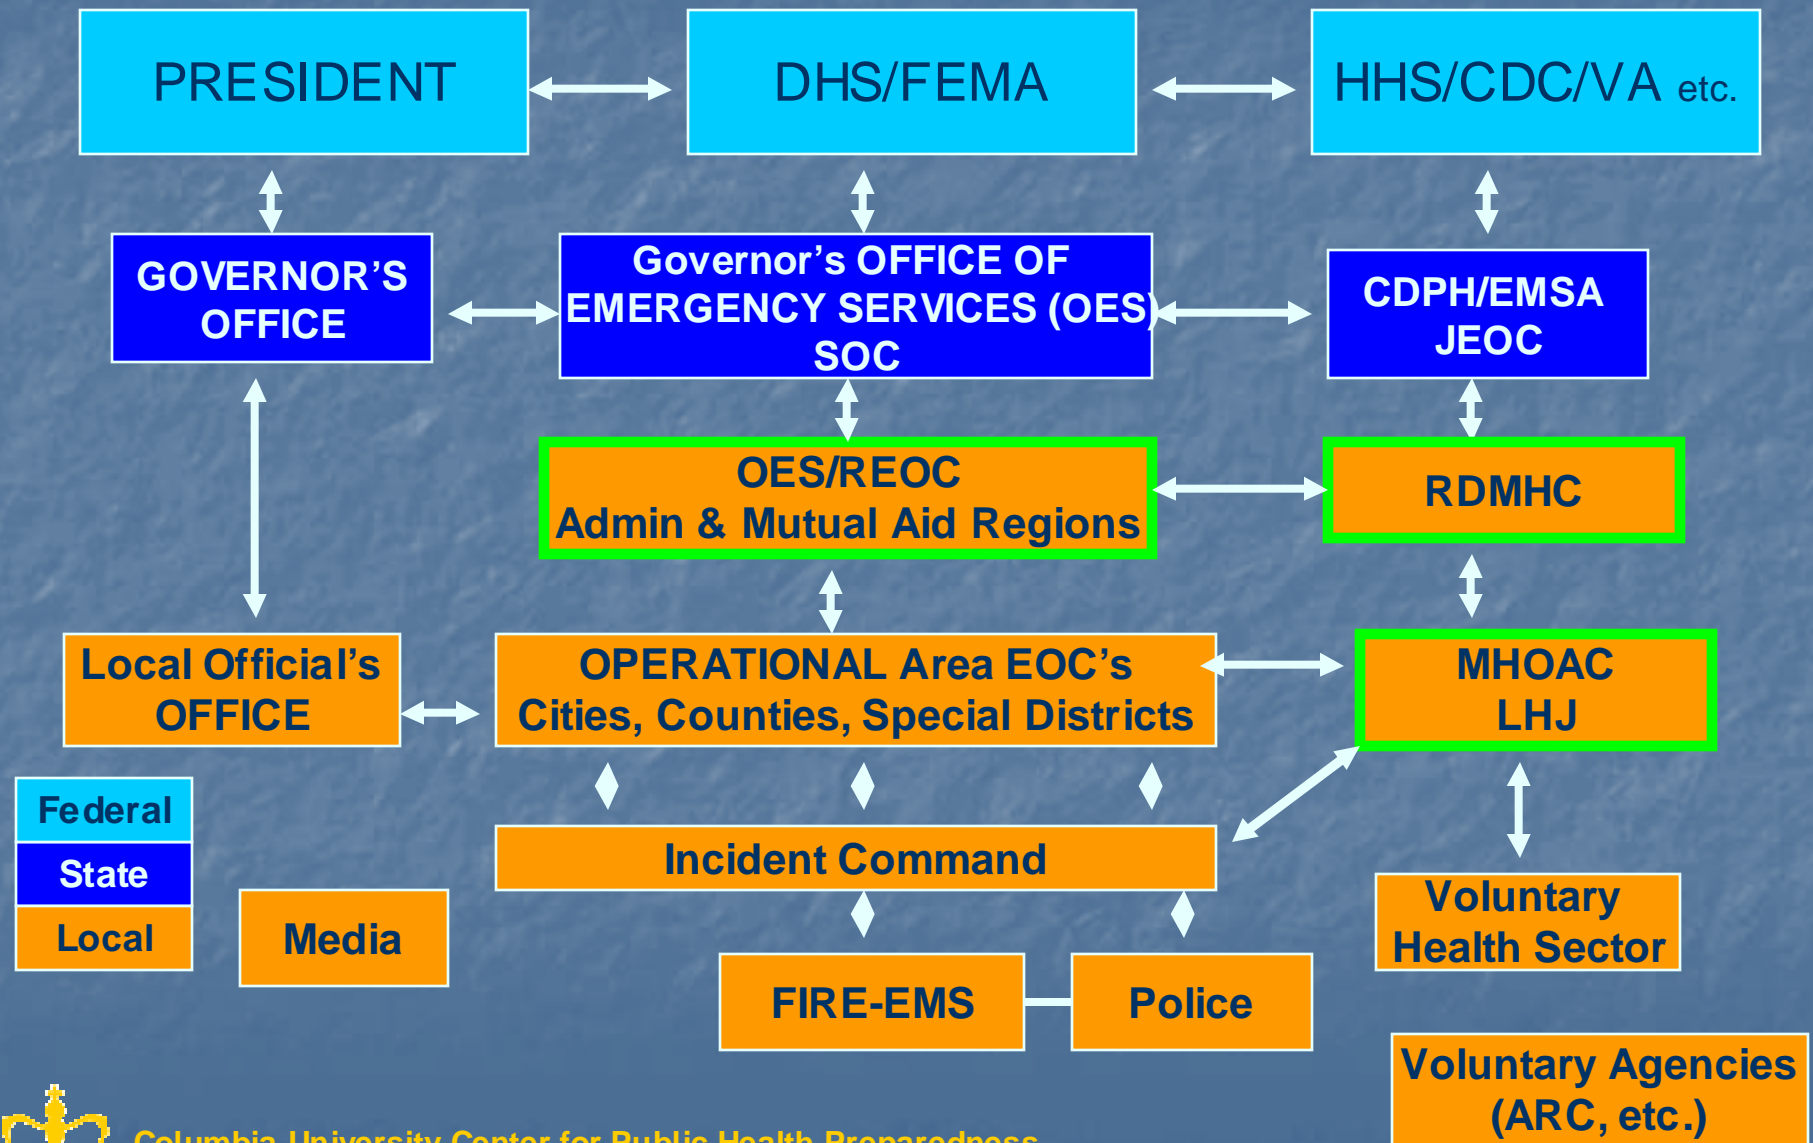 PRESIDENT
DHS/FEMA
HHS/CDC/VA etc.
GOVERNOR'S
OFFICE
Governor's OFFICE OF
EMERGENCY SERVICES (OES)
SOC
CDPH/EMSA
JEOC
OES/REOC
Admin & Mutual Aid Regions
RDMHC
Local Official's
OFFICE
OPERATIONAL Area EOC's
Cities, Counties, Special Districts
MHOAC
LHJ
Federal
State
Local
Media
Incident Command
Voluntary
Health Sector
FIRE-EMS
Police
Voluntary Agencies
(ARC, etc.)
Columbia University Center for Public Health Preparedness